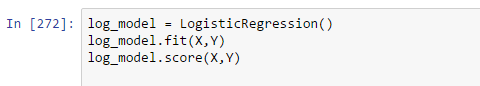 In [272]: log_model = LogisticRegression()
log_model.fit(X,Y)
log_model.score(X,Y)